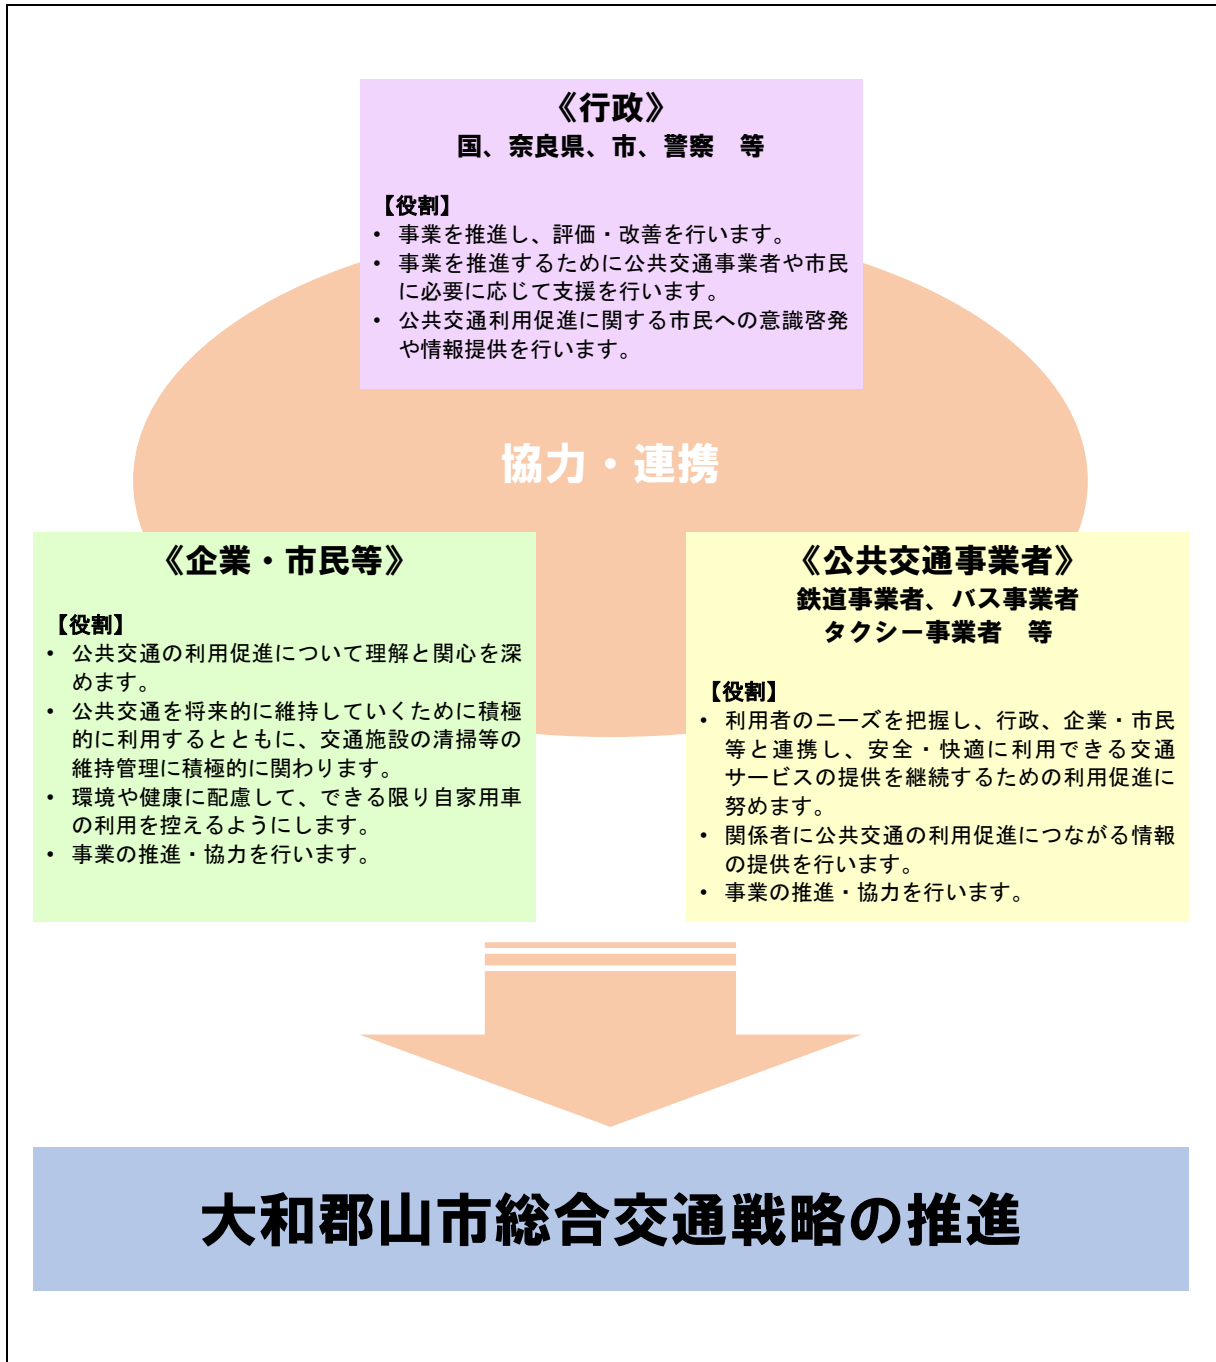 《行政》
国、奈良県、市、警察　等
【役割】
• 事業を推進し、評価・改善を行います。
• 事業を推進するために公共交通事業者や市民
に必要に応じて支援を行います。
• 公共交通利用促進に関する市民への意識啓発
や情報提供を行います。
協力・連携
《企業・市民等》
【役割】
• 公共交通の利用促進について理解と関心を深
めます。
• 公共交通を将来的に維持していくために積極
的に利用するとともに、交通施設の清掃等の
維持管理に積極的に関わります。
• 環境や健康に配慮して、できる限り自家用車
の利用を控えるようにします。
• 事業の推進・協力を行います。
《公共交通事業者》
鉄道事業者、バス事業者
タクシー事業者　等
【役割】
• 利用者のニーズを把握し、行政、企業・市民
等と連携し、安全・快適に利用できる交通
サービスの提供を継続するための利用促進に
努めます。
• 関係者に公共交通の利用促進につながる情報
の提供を行います。
• 事業の推進・協力を行います。
大和郡山市総合交通戦略の推進